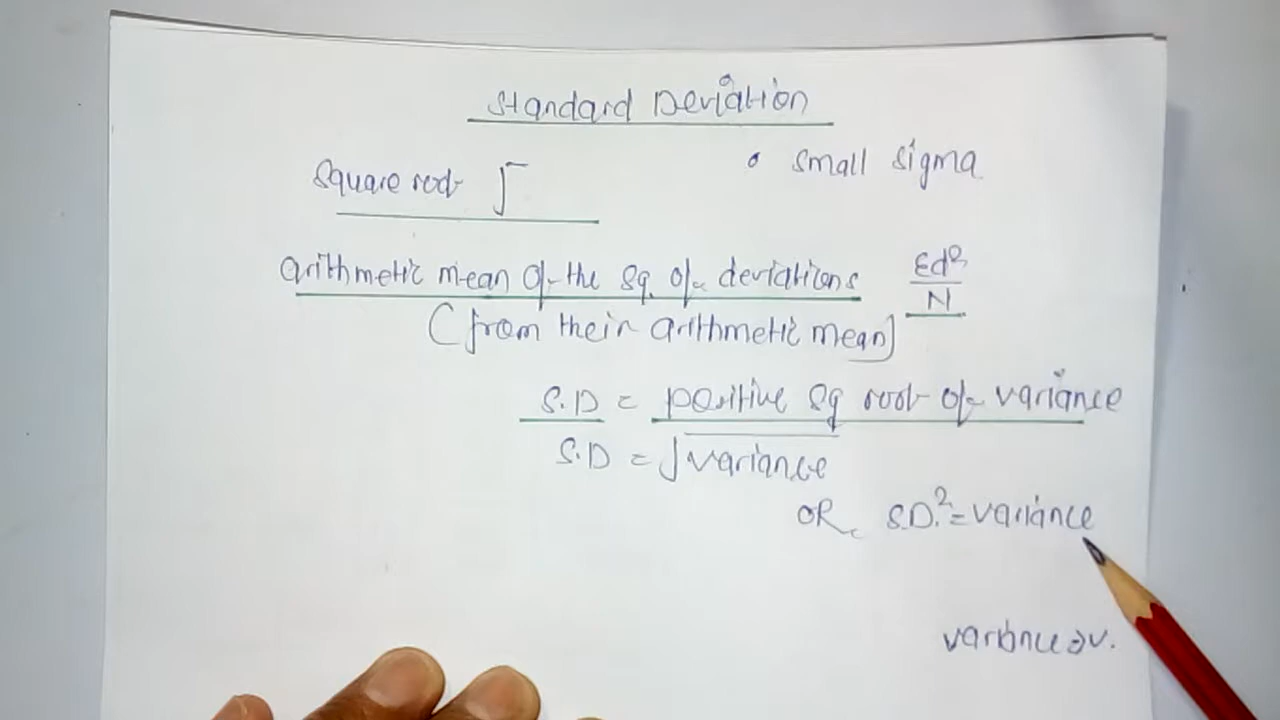 Standard Deviation
• small sigma
Square root √
arithmetic mean of the sq. of deviations Σd²/N
(from their arithmetic mean)
S.D = positive sq root of variance
S.D = √variance
OR S.D.² = variance
variance